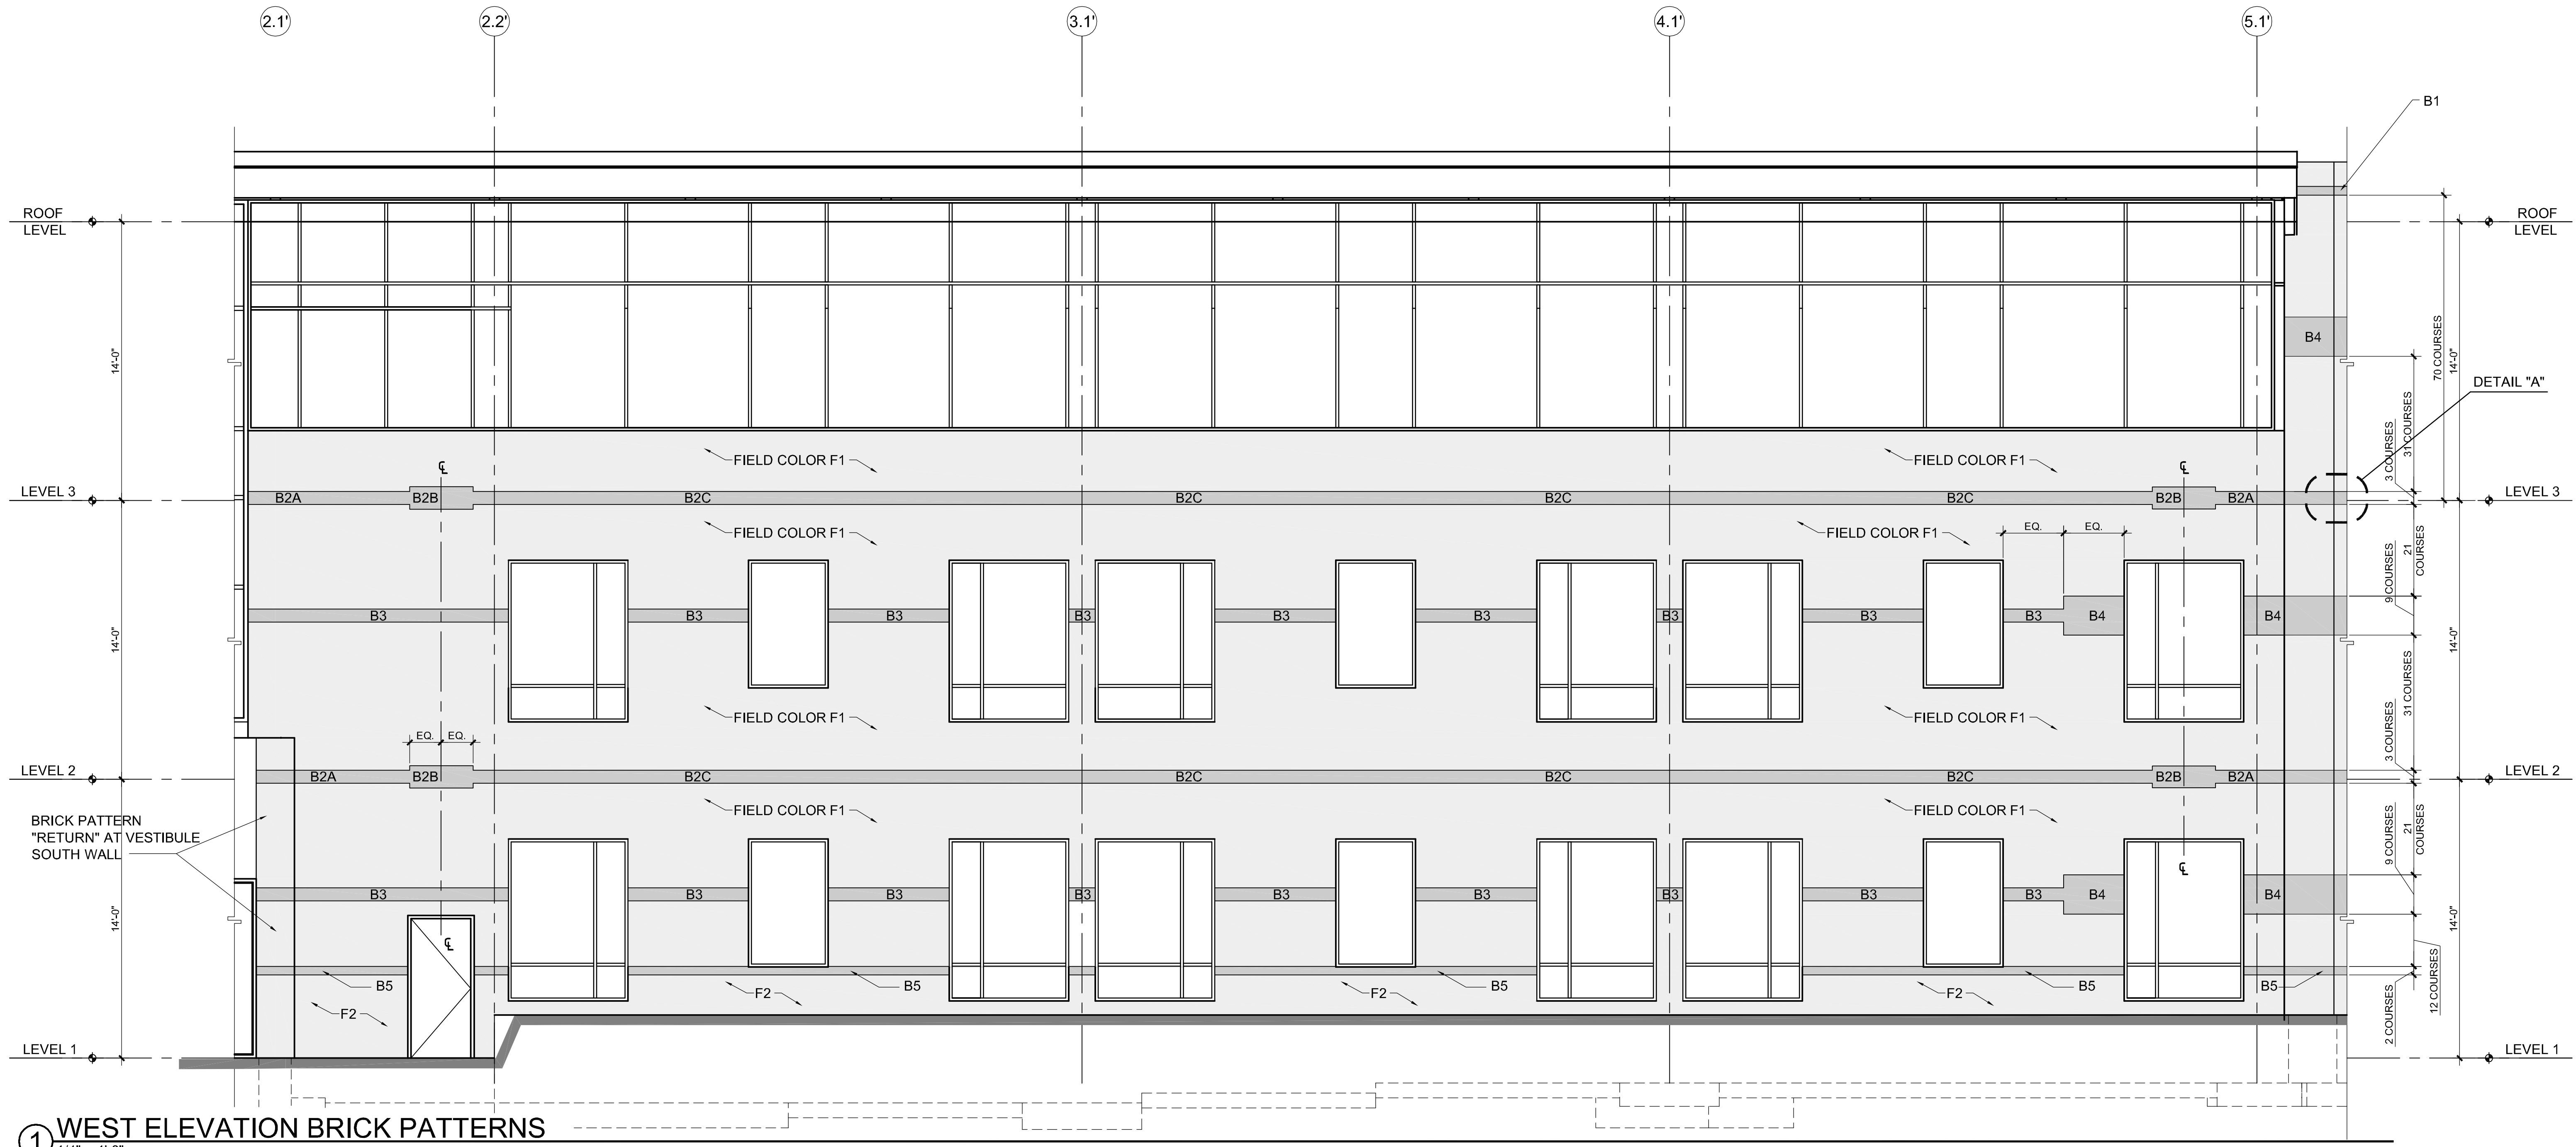 2.1'
2.2'
3.1'
4.1'
5.1'
B1
ROOF
LEVEL
ROOF
LEVEL
14'-0"
B4
70 COURSES
14'-0"
DETAIL "A"
31 COURSES
3 COURSES
FIELD COLOR F1
FIELD COLOR F1
℄
℄
LEVEL 3
B2A
B2B
B2C
B2C
B2C
B2C
B2B
B2A
LEVEL 3
FIELD COLOR F1
FIELD COLOR F1
EQ.
EQ.
21
COURSES
9 COURSES
B3
B3
B3
B3
B3
B3
B3
B3
B3
B4
B4
14'-0"
14'-0"
31 COURSES
3 COURSES
FIELD COLOR F1
FIELD COLOR F1
EQ.
EQ.
LEVEL 2
B2A
B2B
B2C
B2C
B2C
B2C
B2B
B2A
LEVEL 2
FIELD COLOR F1
FIELD COLOR F1
BRICK PATTERN
"RETURN" AT VESTIBULE
SOUTH WALL
21
COURSES
9 COURSES
℄
B3
B3
B3
B3
B3
B3
B3
B3
B3
B4
B4
14'-0"
14'-0"
℄
B5
B5
B5
B5
B5
F2
F2
F2
F2
12 COURSES
2 COURSES
LEVEL 1
LEVEL 1
1
WEST ELEVATION BRICK PATTERNS